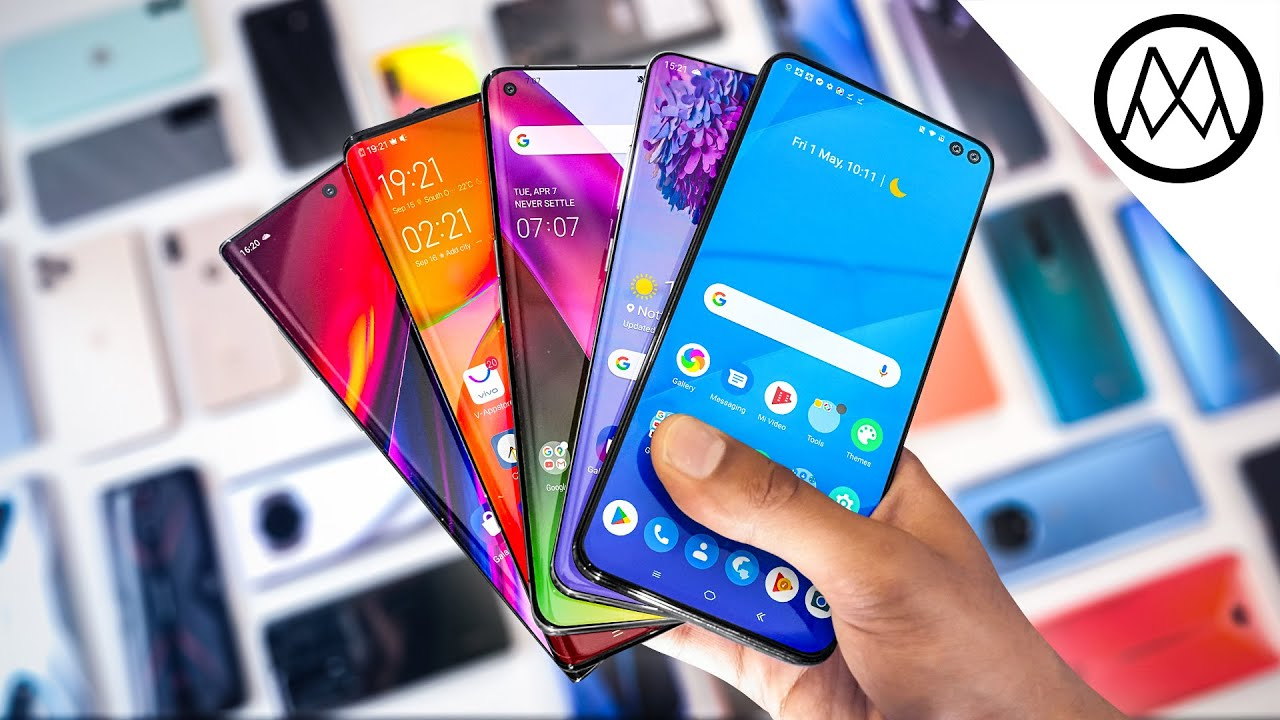 16:20
19:21
19:21
Sep 16
South D
22°C
02:21
Sep 16
Add city
20
vivo
V-Appstore
TUE, APR 7
NEVER SETTLE
07:07
Google
15:21
Updated
Fri 1 May, 10:11
Gallery
Messaging
Mi Video
Tools
Themes